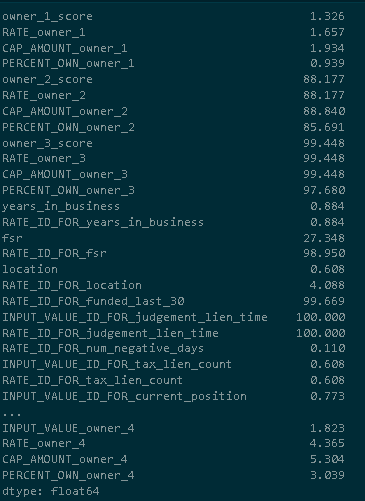 owner_1_score 1.326
RATE_owner_1 1.657
CAP_AMOUNT_owner_1 1.934
PERCENT_OWN_owner_1 0.939
owner_2_score 88.177
RATE_owner_2 88.177
CAP_AMOUNT_owner_2 88.840
PERCENT_OWN_owner_2 85.691
owner_3_score 99.448
RATE_owner_3 99.448
CAP_AMOUNT_owner_3 99.448
PERCENT_OWN_owner_3 97.680
years_in_business 0.884
RATE_ID_FOR_years_in_business 0.884
fsr 27.348
RATE_ID_FOR_fsr 98.950
location 0.608
RATE_ID_FOR_location 4.088
RATE_ID_FOR_funded_last_30 99.669
INPUT_VALUE_ID_FOR_judgement_lien_time 100.000
RATE_ID_FOR_judgement_lien_time 100.000
RATE_ID_FOR_num_negative_days 0.110
INPUT_VALUE_ID_FOR_tax_lien_count 0.608
RATE_ID_FOR_tax_lien_count 0.608
INPUT_VALUE_ID_FOR_current_position 0.773
...
INPUT_VALUE_owner_4 1.823
RATE_owner_4 4.365
CAP_AMOUNT_owner_4 5.304
PERCENT_OWN_owner_4 3.039
dtype: float64